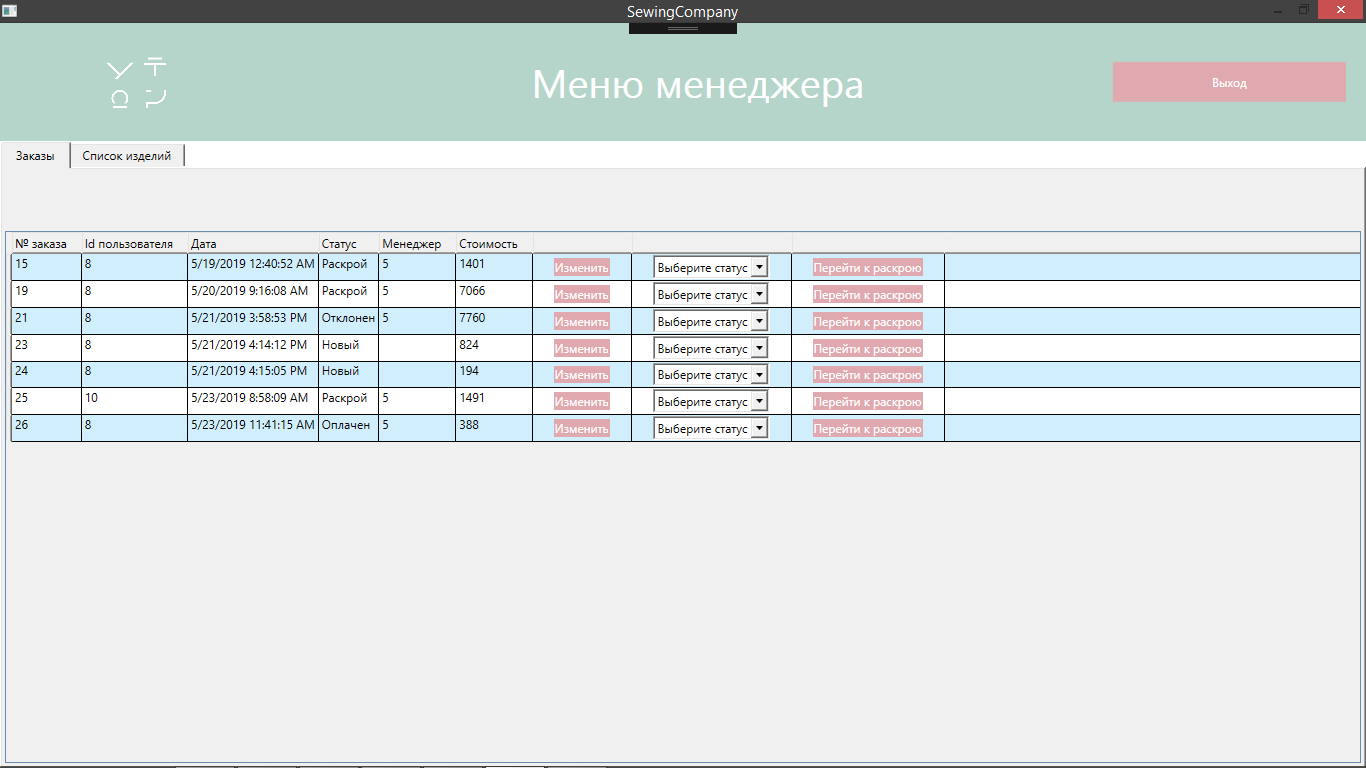 SewingCompany
Меню менеджера
Выход
Заказы Список изделий
№ заказа Id пользователя Дата Статус Менеджер Стоимость
15 8 5/19/2019 12:40:52 AM Раскрой 5 1401 Изменить Выберите статус Перейти к раскрою
19 8 5/20/2019 9:16:08 AM Раскрой 5 7066 Изменить Выберите статус Перейти к раскрою
21 8 5/21/2019 3:58:53 PM Отклонен 5 7760 Изменить Выберите статус Перейти к раскрою
23 8 5/21/2019 4:14:12 PM Новый 824 Изменить Выберите статус Перейти к раскрою
24 8 5/21/2019 4:15:05 PM Новый 194 Изменить Выберите статус Перейти к раскрою
25 10 5/23/2019 8:58:09 AM Раскрой 5 1491 Изменить Выберите статус Перейти к раскрою
26 8 5/23/2019 11:41:15 AM Оплачен 5 388 Изменить Выберите статус Перейти к раскрою